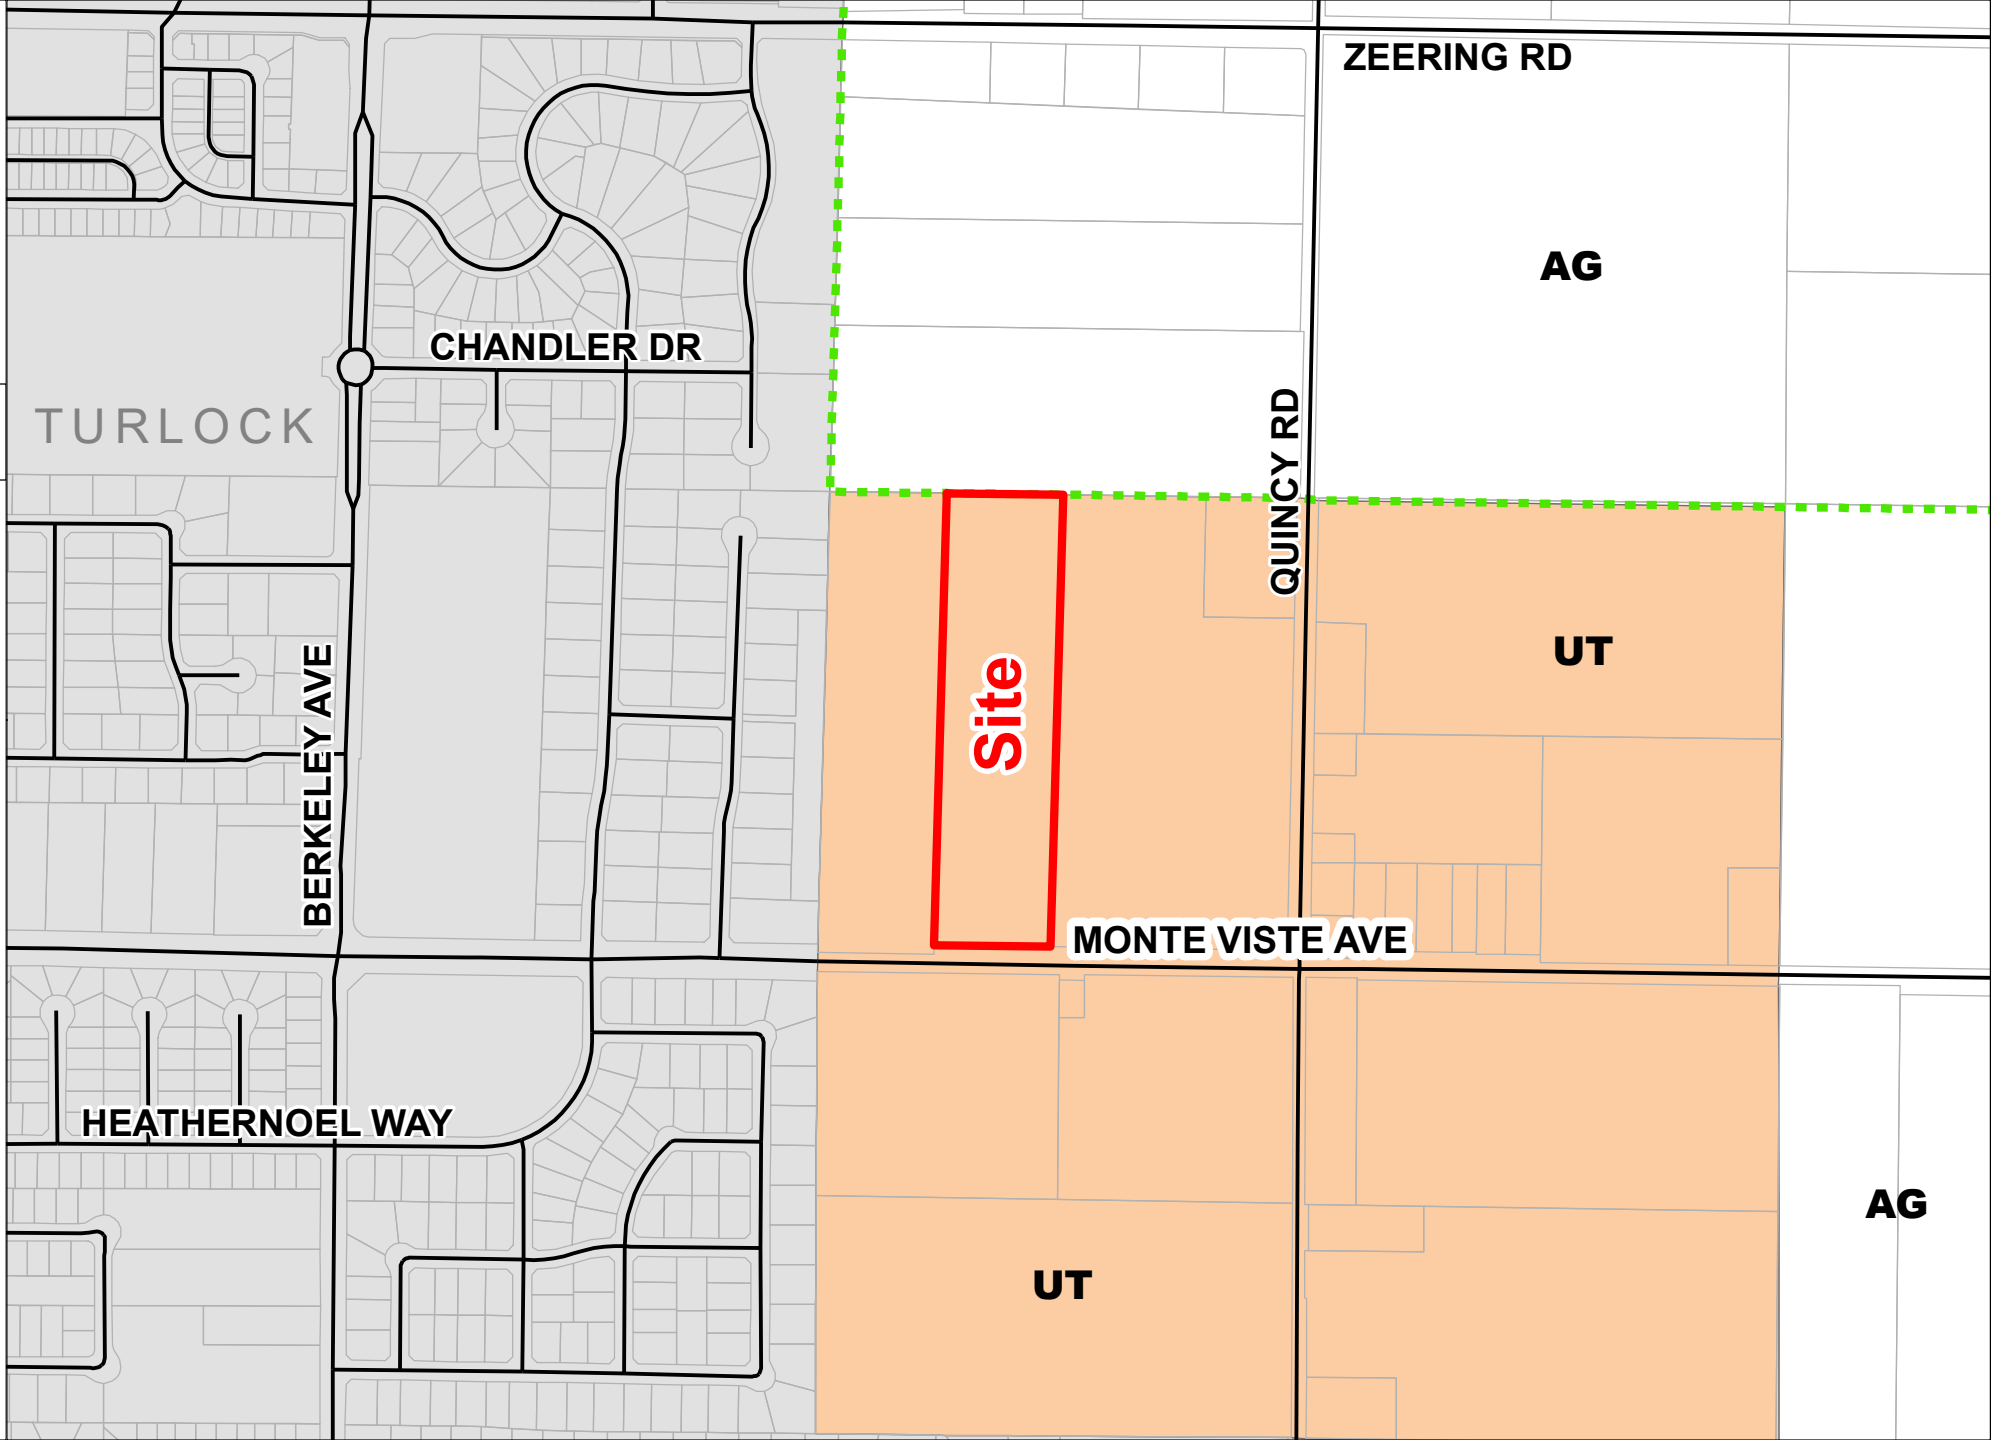 ZEERING RD
AG
CHANDLER DR
TURLOCK
QUINCY RD
UT
Site
BERKELEY AVE
MONTE VISTE AVE
HEATHERNOEL WAY
AG
UT